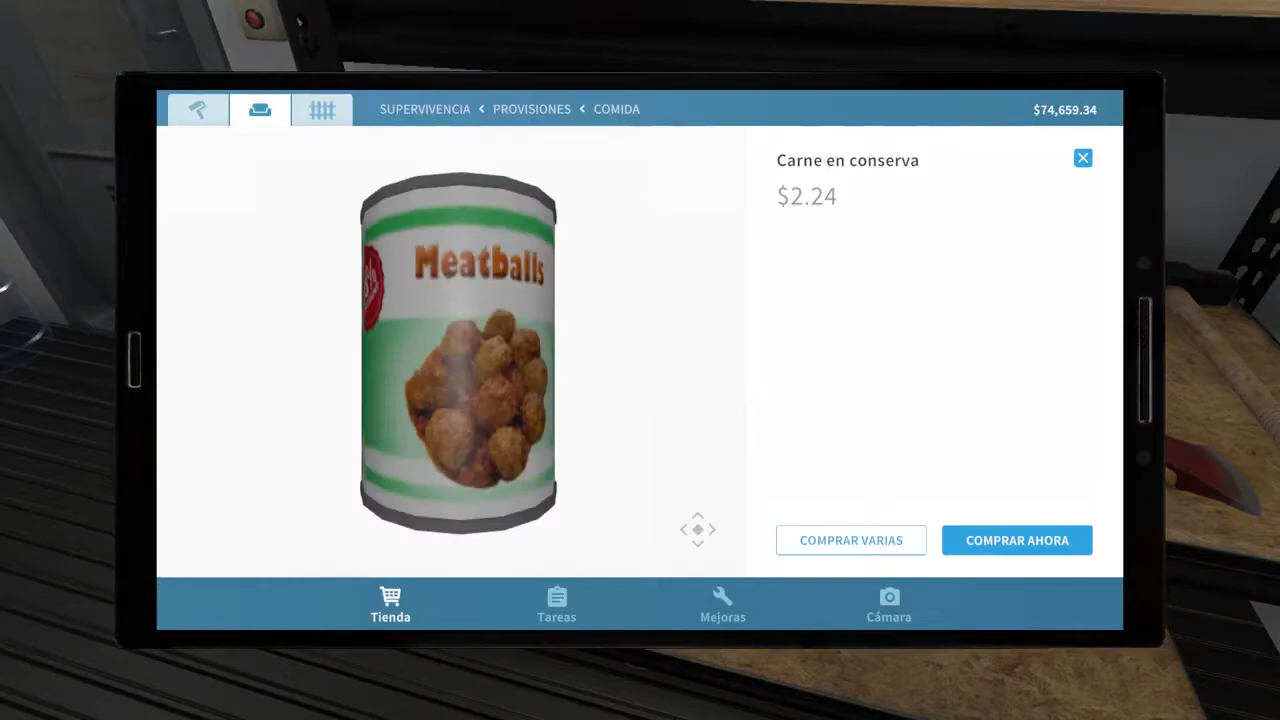 SUPERVIVENCIA < PROVISIONES < COMIDA
$74,659.34
Carne en conserva
$2.24
Meatballs
COMPRAR VARIAS
COMPRAR AHORA
Tienda
Tareas
Mejoras
Cámara